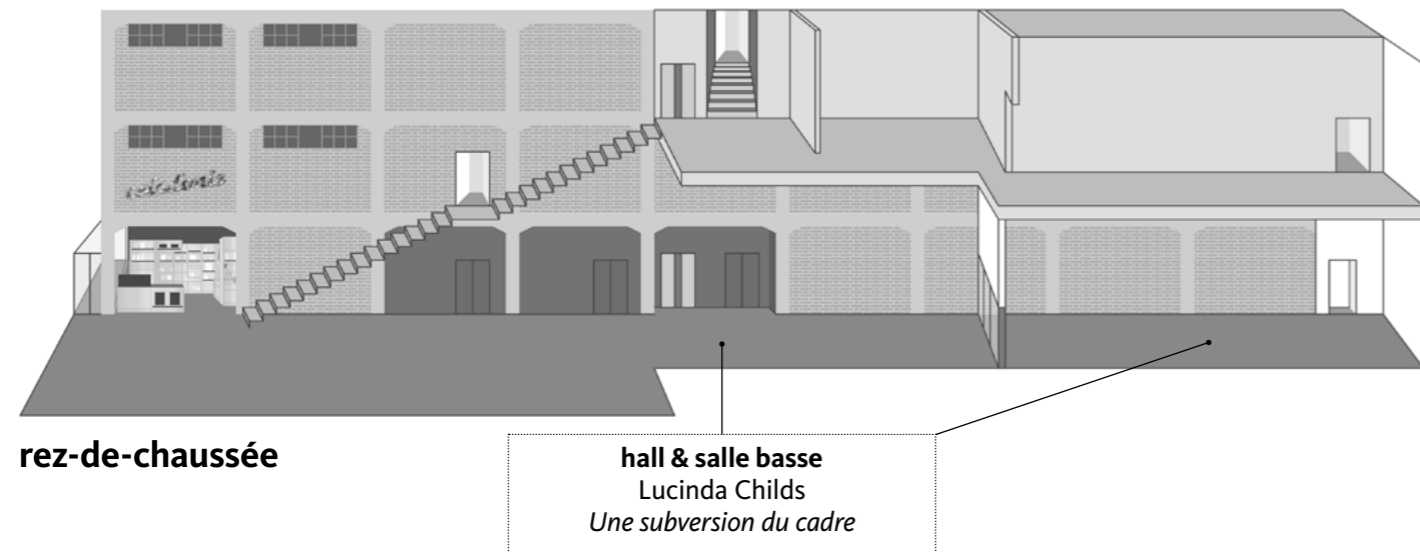 rez-de-chaussée
hall & salle basse
Lucinda Childs
Une subversion du cadre